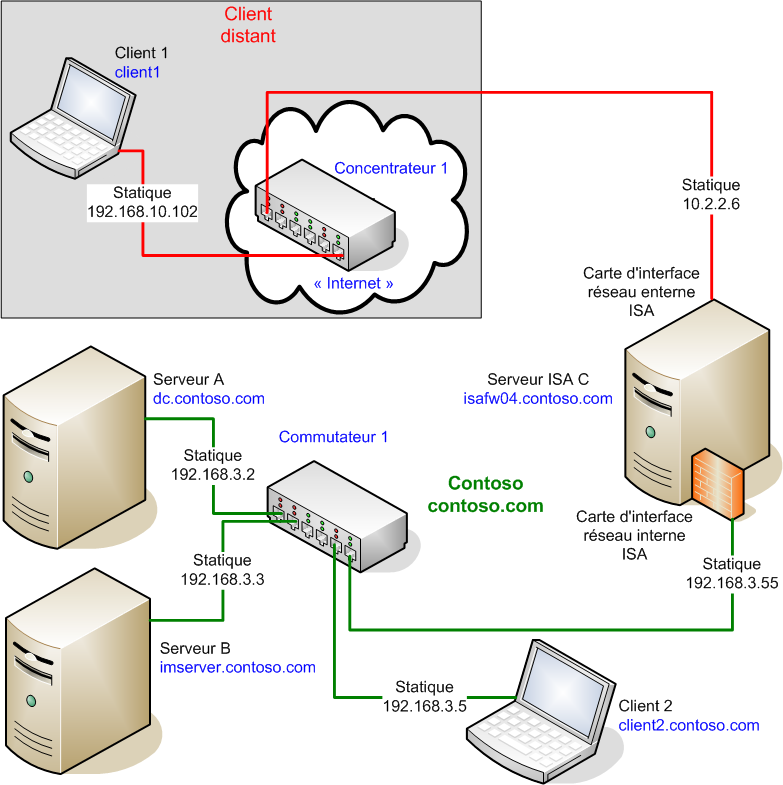 Client
distant
Client 1
client1
Statique
192.168.10.102
Concentrateur 1
« Internet »
Statique
10.2.2.6
Carte d'interface
réseau enterne
ISA
Serveur A
dc.contoso.com
Serveur ISA C
isafw04.contoso.com
Commutateur 1
Statique
192.168.3.2
Contoso
contoso.com
Carte d'interface
réseau interne
ISA
Statique
192.168.3.3
Statique
192.168.3.55
Serveur B
imserver.contoso.com
Statique
192.168.3.5
Client 2
client2.contoso.com